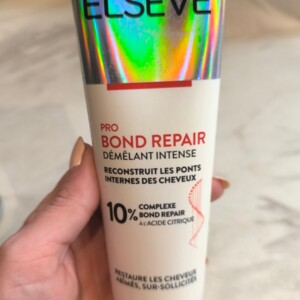 ELSEVE
PRO
BOND REPAIR
DÉMÊLANT INTENSE
RECONSTRUIT LES PONTS
INTERNES DES CHEVEUX
10% COMPLEXE
BOND REPAIR
À L'ACIDE CITRIQUE
RESTAURE LES CHEVEUX
ABÎMÉS, SUR-SOLLICITÉS